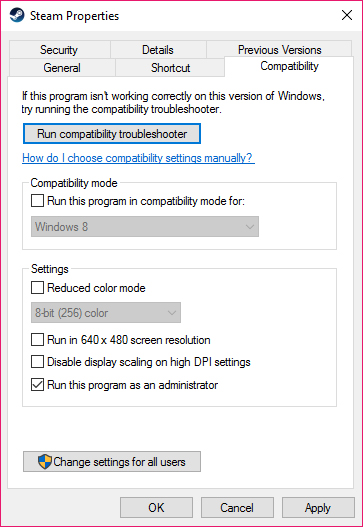 Steam Properties
Security
Details
Previous Versions
General
Shortcut
Compatibility
If this program isn't working correctly on this version of Windows,
try running the compatibility troubleshooter.
Run compatibility troubleshooter
How do I choose compatibility settings manually?
Compatibility mode
Run this program in compatibility mode for:
Windows 8
Settings
Reduced color mode
8-bit (256) color
Run in 640 x 480 screen resolution
Disable display scaling on high DPI settings
Run this program as an administrator
Change settings for all users
OK
Cancel
Apply